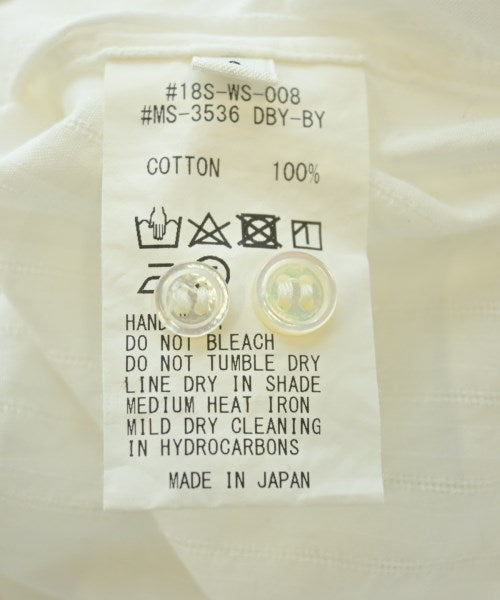 #18S-WS-008
#MS-3536 DBY-BY
COTTON 100%
HAND
DO NOT BLEACH
DO NOT TUMBLE DRY
LINE DRY IN SHADE
MEDIUM HEAT IRON
MILD DRY CLEANING
IN HYDROCARBONS
MADE IN JAPAN